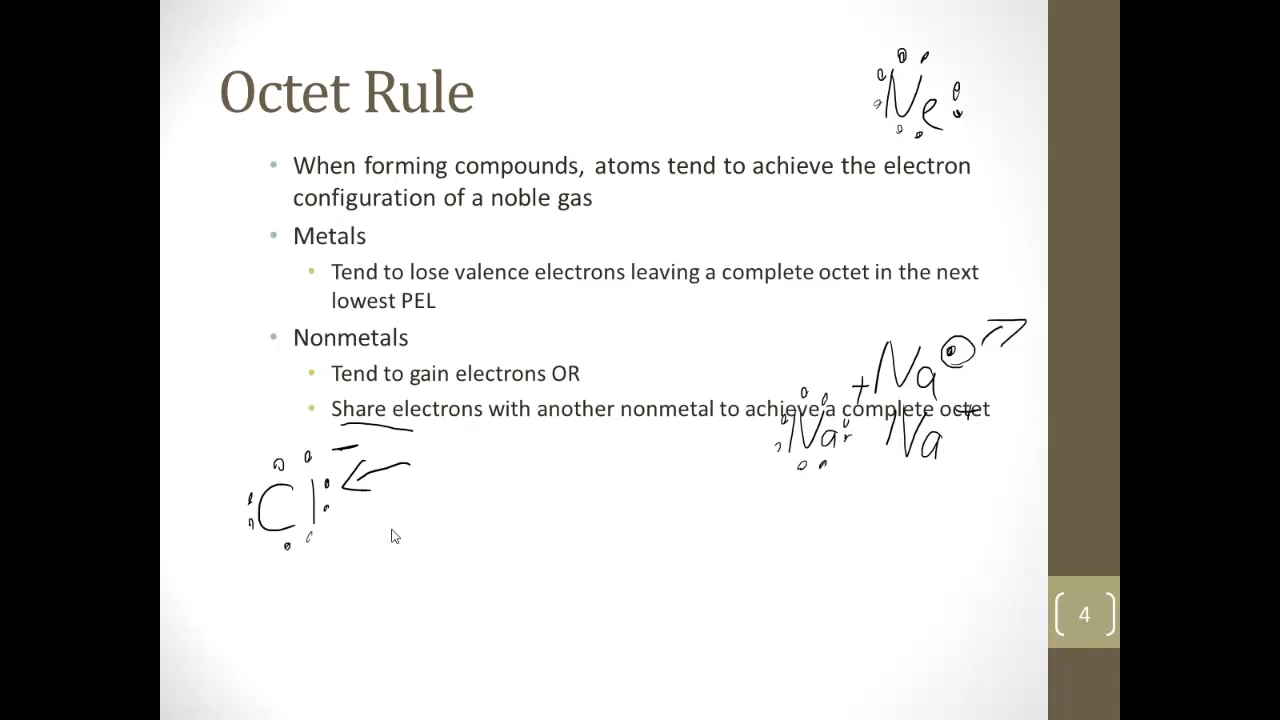 Octet Rule
Ne
When forming compounds, atoms tend to achieve the electron
configuration of a noble gas
Metals
Tend to lose valence electrons leaving a complete octet in the next
lowest PEL
Nonmetals
Tend to gain electrons OR
+Na
Share electrons with another nonmetal to achieve a complete octet
Na
Na+
Cl −
4